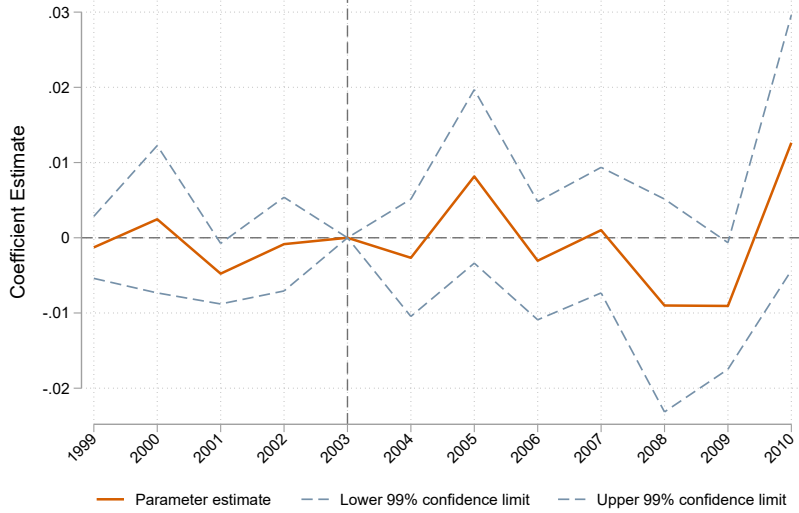 .03
.02
.01
0
-.01
-.02
Coefficient Estimate
1999 2000 2001 2002 2003 2004 2005 2006 2007 2008 2009 2010
Parameter estimate Lower 99% confidence limit Upper 99% confidence limit